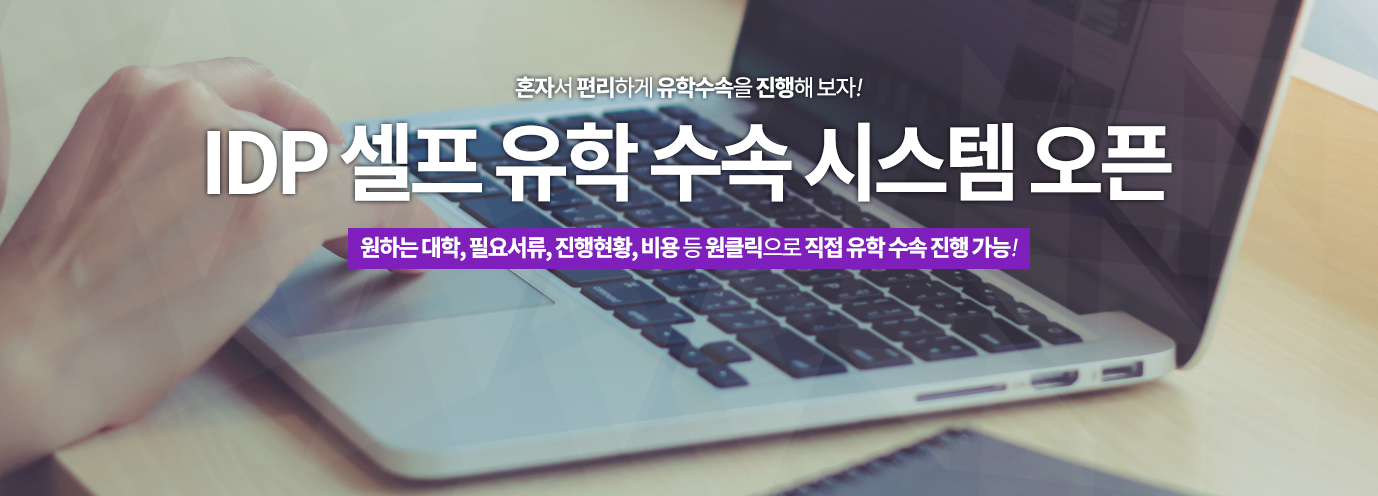 혼자서 편리하게 유학수속을 진행해 보자!
IDP 셀프 유학 수속 시스템 오픈
원하는 대학, 필요서류, 진행현황, 비용 등 원클릭으로 직접 유학 수속 진행 가능!